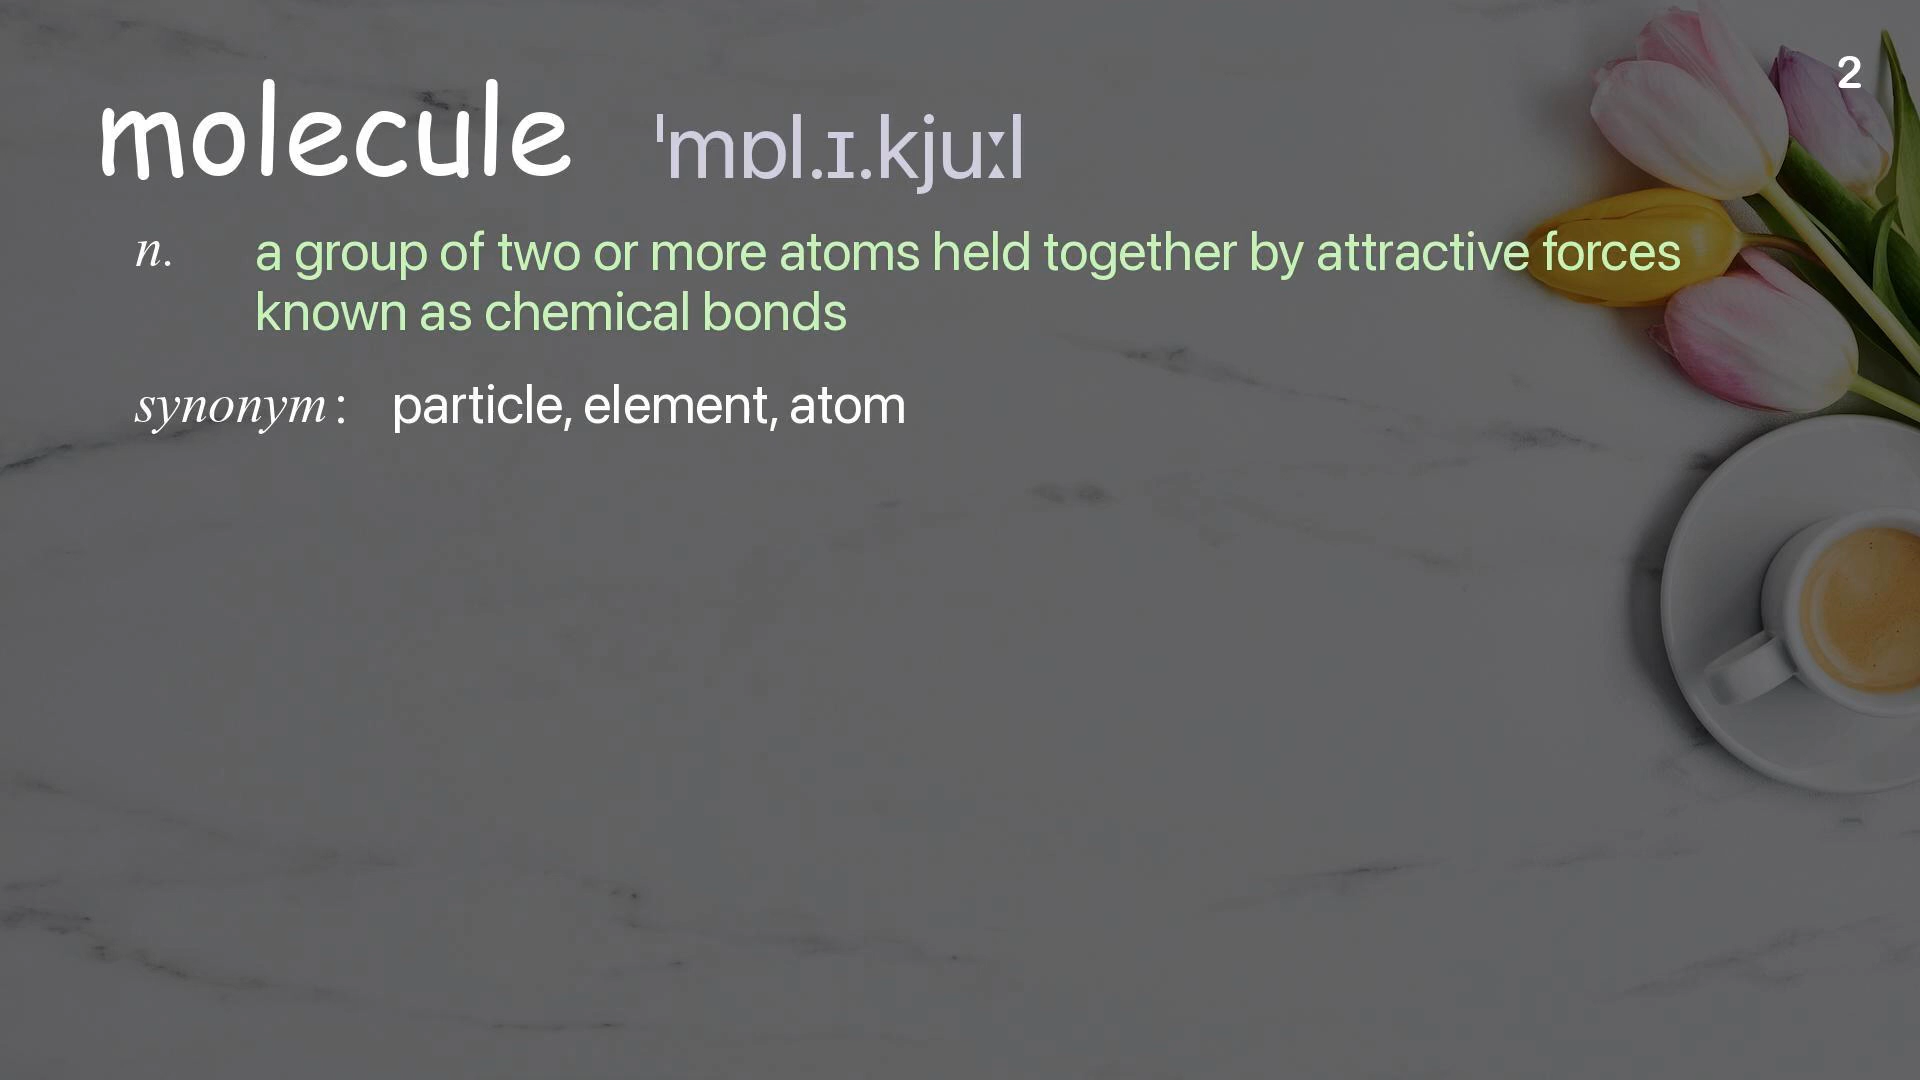 2
molecule ˈmɒl.ɪ.kjuːl
n. a group of two or more atoms held together by attractive forces
known as chemical bonds
synonym: particle, element, atom